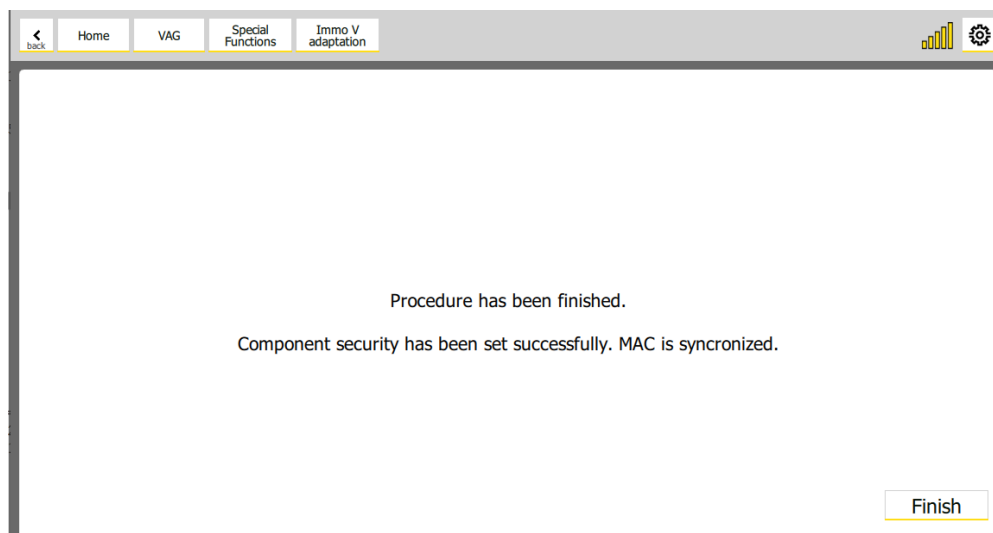 back
Home
VAG
Special
Functions
Immo V
adaptation
Procedure has been finished.
Component security has been set successfully. MAC is syncronized.
Finish